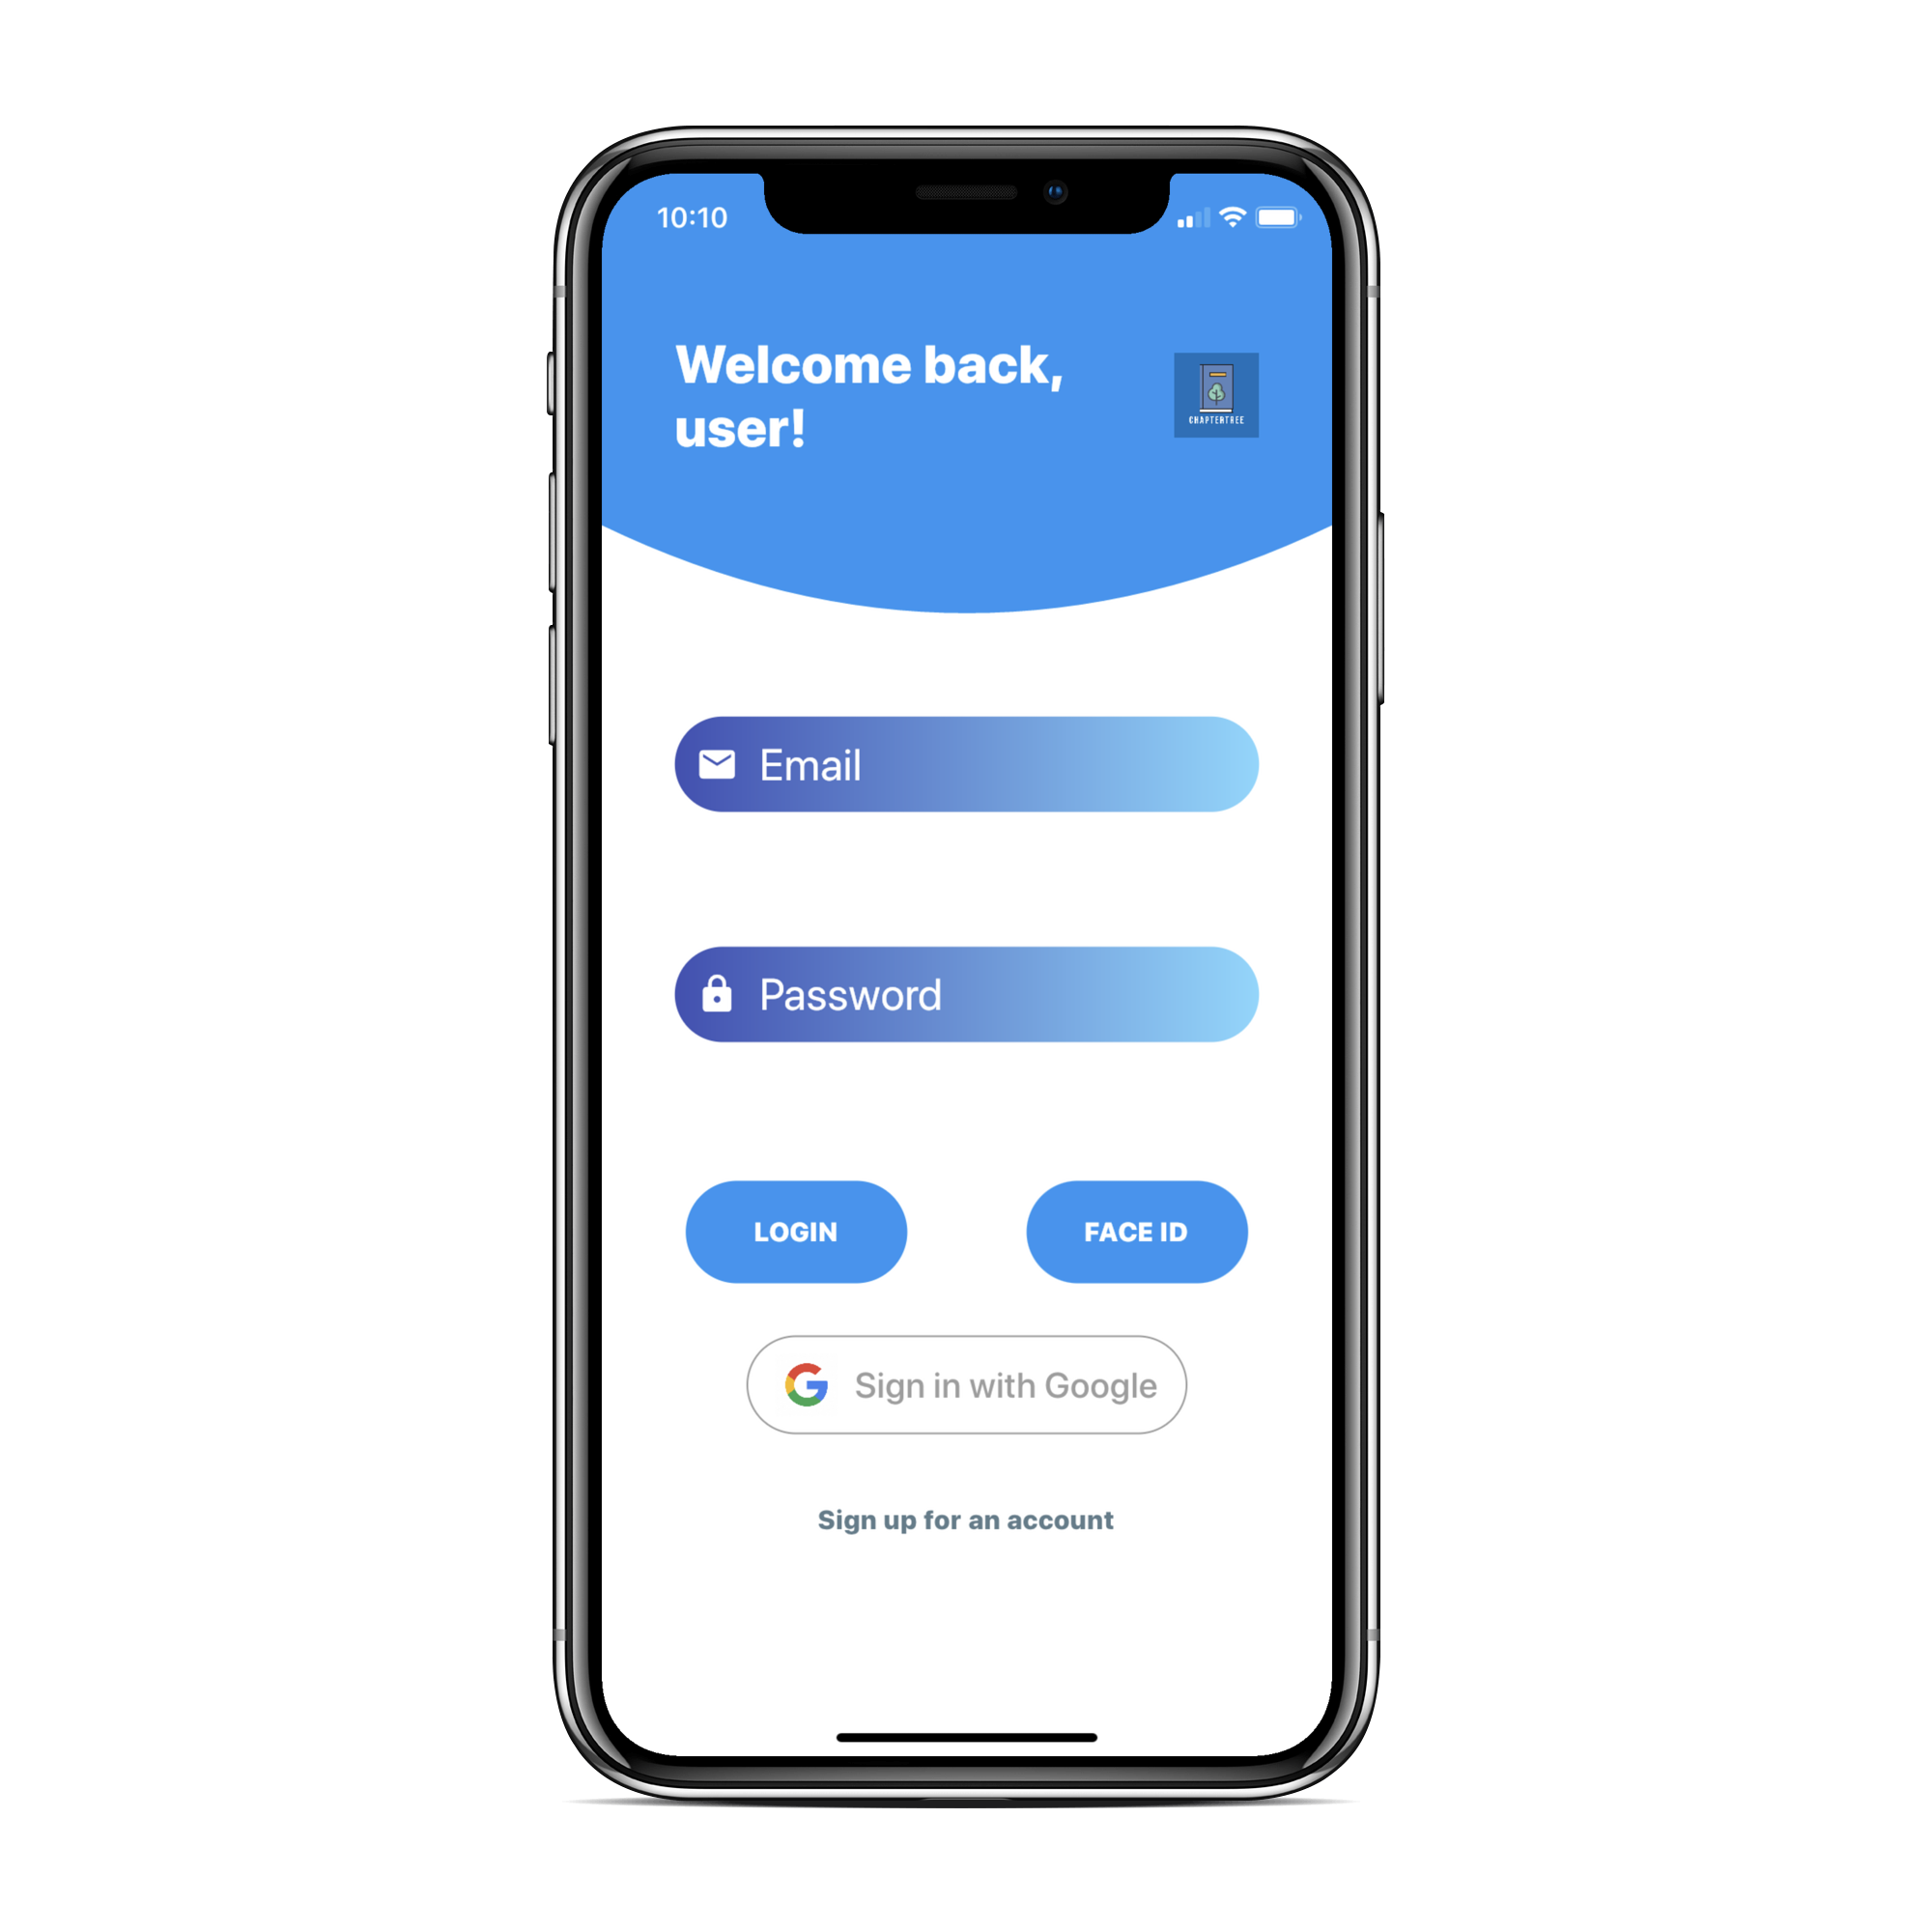 10:10
Welcome back,
user!
CHAPTERTREE
Email
Password
LOGIN
FACE ID
Sign in with Google
Sign up for an account